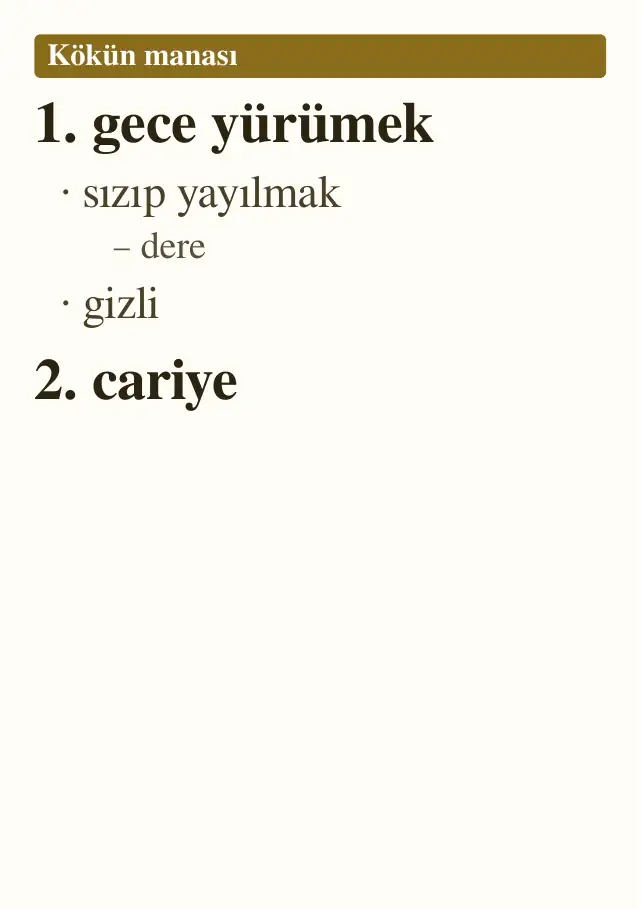 Kökün manası
1. gece yürümek
· sızıp yayılmak
– dere
· gizli
2. cariye